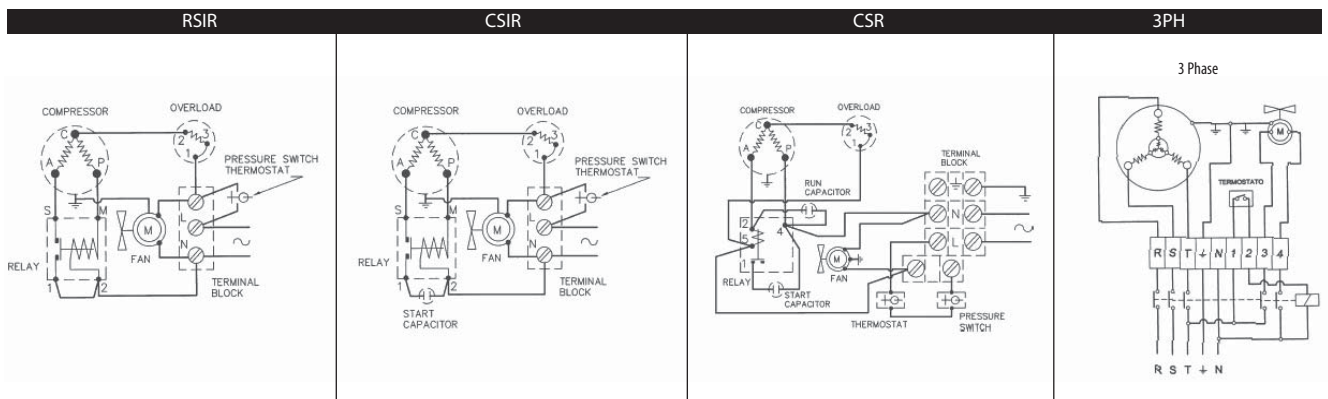 RSIR
COMPRESSOR
OVERLOAD
C
2 3
1
A P
PRESSURE SWITCH
THERMOSTAT
S M
L
M
N
FAN
RELAY
1 2
TERMINAL
BLOCK
CSIR
COMPRESSOR
OVERLOAD
C
2 3
1
A P
PRESSURE SWITCH
THERMOSTAT
S M
L
M
N
FAN
RELAY
1 2
TERMINAL
BLOCK
START
CAPACITOR
CSR
COMPRESSOR
OVERLOAD
C
2 3
1
A P
TERMINAL
BLOCK
RUN
CAPACITOR
N
2
4
5
L
M
1
FAN
RELAY
START
CAPACITOR
THERMOSTAT
PRESSURE
SWITCH
3PH
3 Phase
M
TERMOSTATO
R S T N 1 2 3 4
R S T N